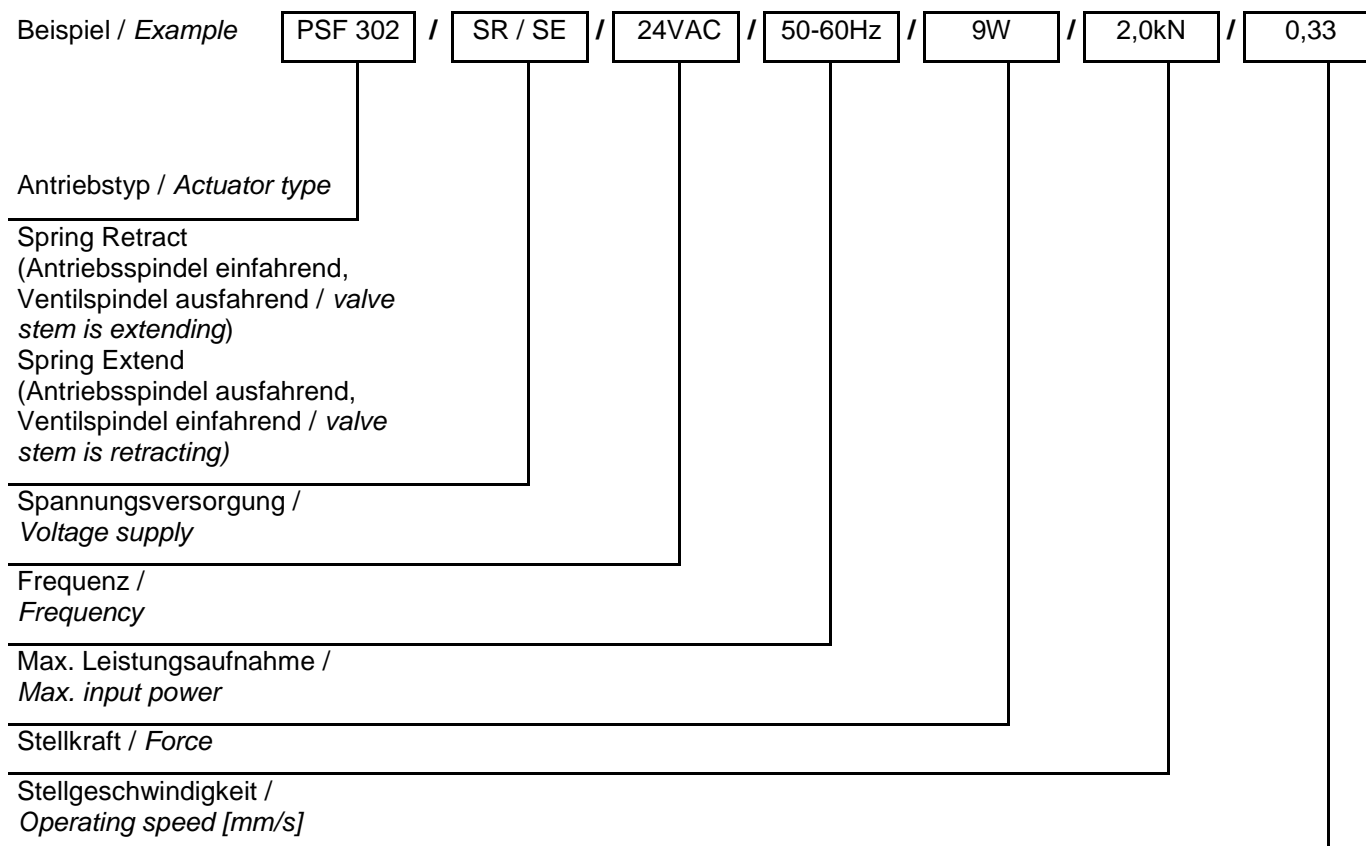 Beispiel / Example PSF 302 / SR / SE / 24VAC / 50-60Hz / 9W / 2,0kN / 0,33
Antriebstyp / Actuator type
Spring Retract
(Antriebsspindel einfahrend,
Ventilspindel ausfahrend / valve
stem is extending)
Spring Extend
(Antriebsspindel ausfahrend,
Ventilspindel einfahrend / valve
stem is retracting)
Spannungsversorgung /
Voltage supply
Frequenz /
Frequency
Max. Leistungsaufnahme /
Max. input power
Stellkraft / Force
Stellgeschwindigkeit /
Operating speed [mm/s]